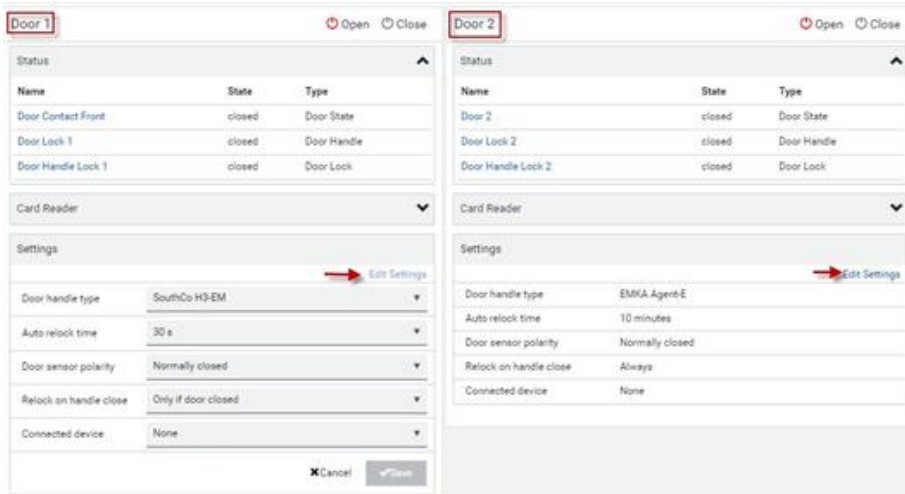 Door 1
Open Close
Status
Name State Type
Door Contact Front closed Door State
Door Lock 1 closed Door Handle
Door Handle Lock 1 closed Door Lock
Card Reader
Settings
Edit Settings
Door handle type SouthCo H3-EM
Auto relock time 30 s
Door sensor polarity Normally closed
Relock on handle close Only if door closed
Connected device None
Cancel Save
Door 2
Open Close
Status
Name State Type
Door 2 closed Door State
Door Lock 2 closed Door Handle
Door Handle Lock 2 closed Door Lock
Card Reader
Settings
Edit Settings
Door handle type EMKA Agent-E
Auto relock time 10 minutes
Door sensor polarity Normally closed
Relock on handle close Always
Connected device None